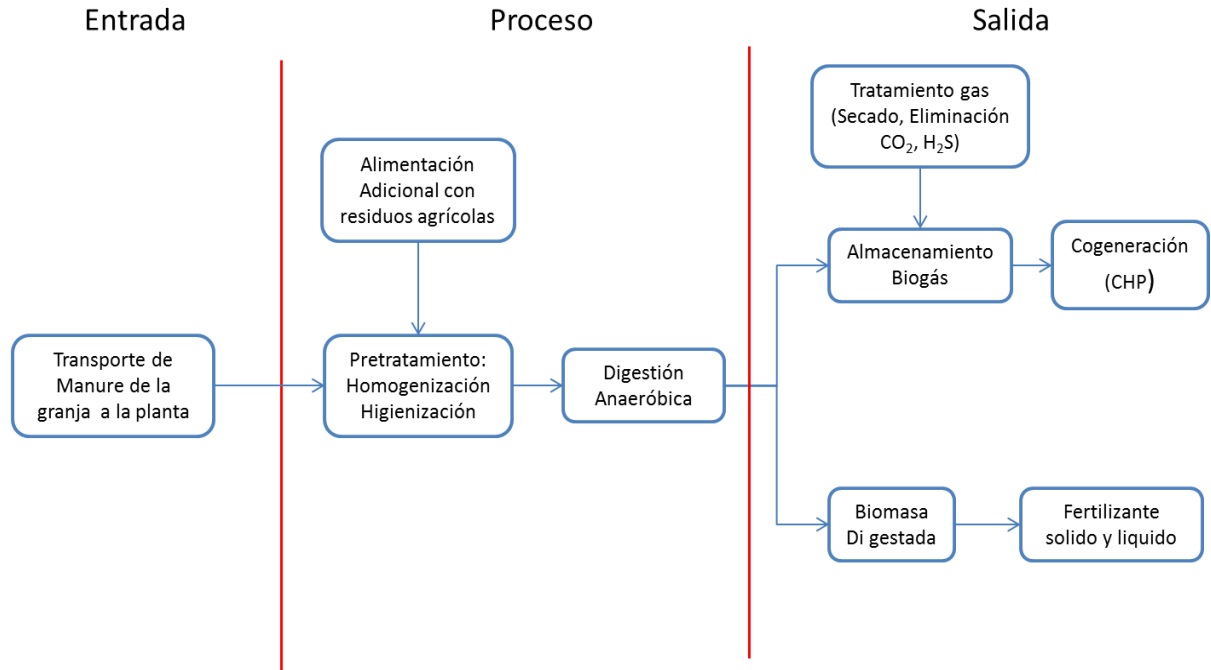 Entrada
Proceso
Salida
Tratamiento gas
(Secado, Eliminación
CO₂, H₂S)
Alimentación
Adicional con
residuos agrícolas
Almacenamiento
Biogás
Cogeneración
(CHP)
Transporte de
Manure de la
granja a la planta
Pretratamiento:
Homogenización
Higienización
Digestión
Anaeróbica
Biomasa
Di gestada
Fertilizante
solido y liquido